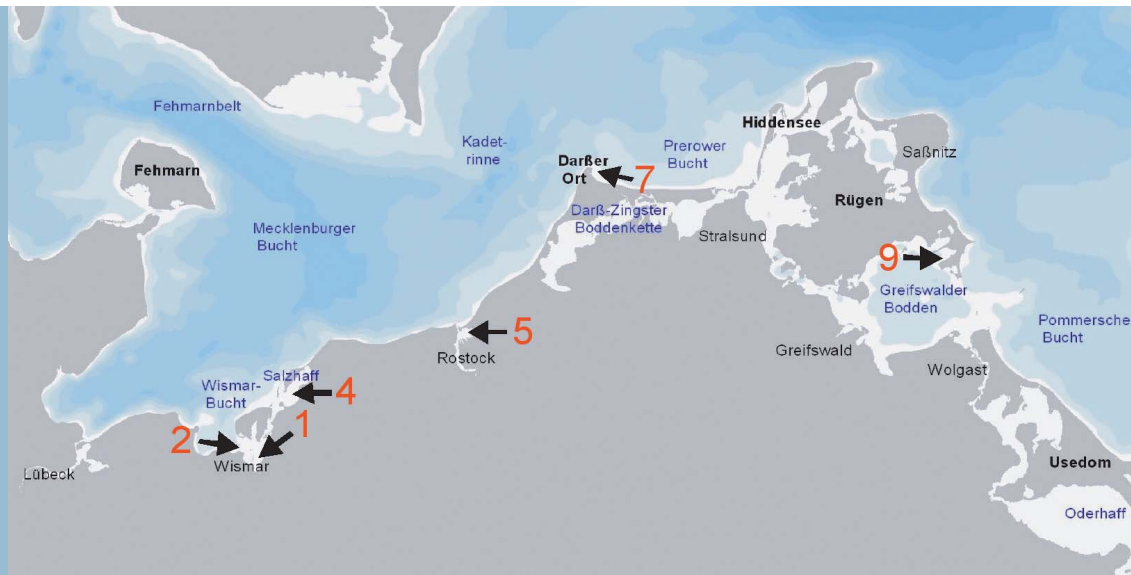 Fehmarnbelt
Fehmarn
Mecklenburger
Bucht
Kadet-
rinne
Darßer
Ort
7
Prerower
Bucht
Hiddensee
Saßnitz
Rügen
Darß-Zingster
Boddenkette
Stralsund
9
Greifswalder
Bodden
Pommersche
Bucht
Greifswald
Wolgast
5
Rostock
Salzhaff
Wismar-
Bucht
4
1
2
Wismar
Lübeck
Usedom
Oderhaff